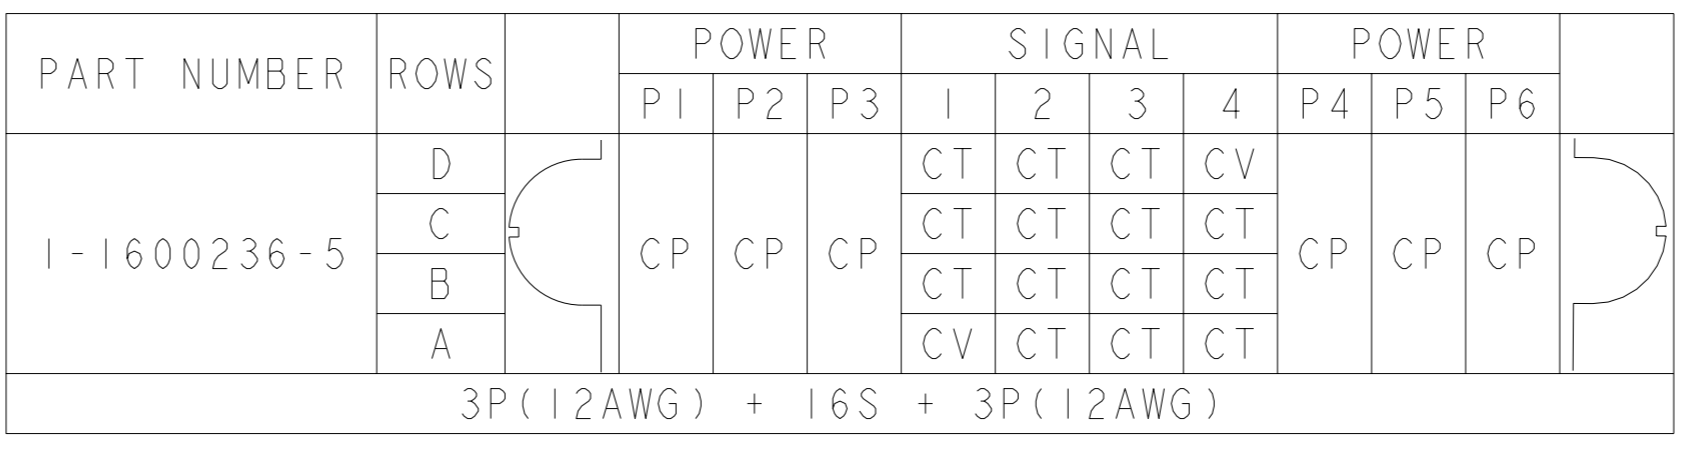 PART NUMBER ROWS POWER SIGNAL POWER
P1 P2 P3 1 2 3 4 P4 P5 P6
D CT CT CT CV
C CT CT CT CT
1-1600236-5 CP CP CP CP CP CP
B CT CT CT CT
A CV CT CT CT
3P(12AWG) + 16S + 3P(12AWG)